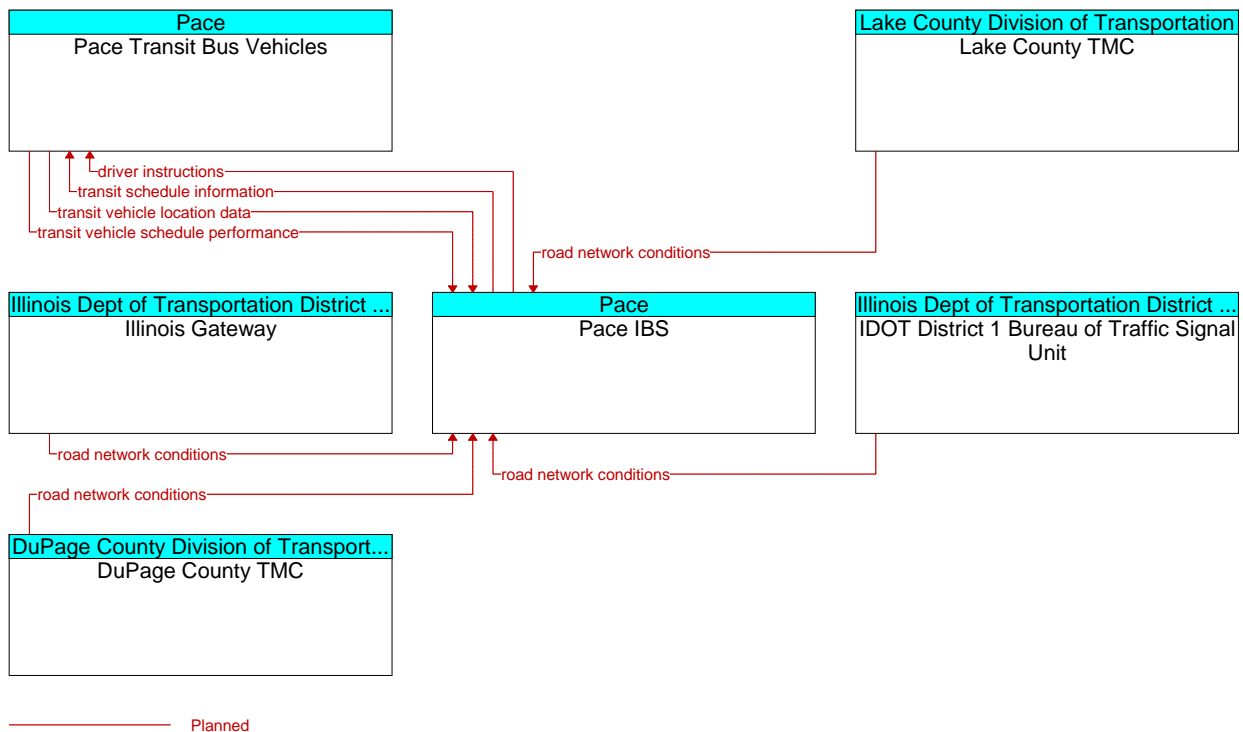 Pace
Pace Transit Bus Vehicles
Lake County Division of Transportation
Lake County TMC
driver instructions
transit schedule information
transit vehicle location data
transit vehicle schedule performance
road network conditions
Illinois Dept of Transportation District ...
Illinois Gateway
Pace
Pace IBS
Illinois Dept of Transportation District ...
IDOT District 1 Bureau of Traffic Signal
Unit
road network conditions
road network conditions
road network conditions
DuPage County Division of Transport...
DuPage County TMC
Planned